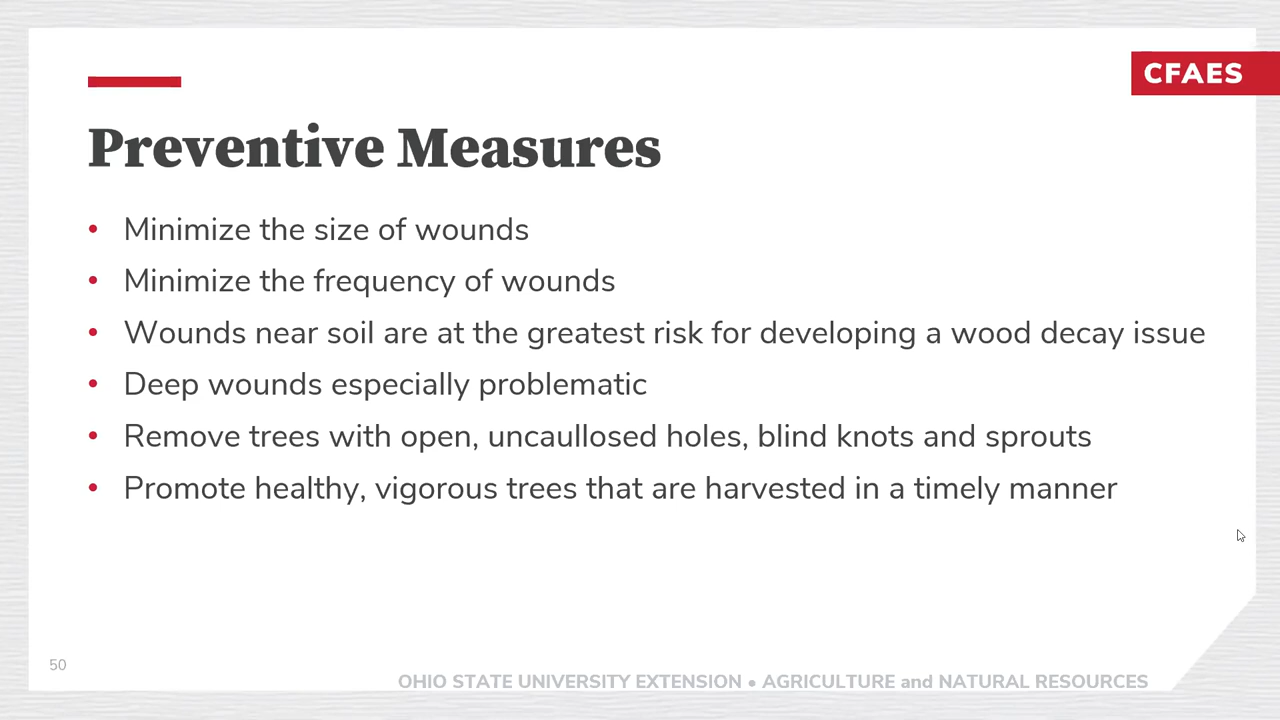 CFAES
Preventive Measures
• Minimize the size of wounds
• Minimize the frequency of wounds
• Wounds near soil are at the greatest risk for developing a wood decay issue
• Deep wounds especially problematic
• Remove trees with open, uncaullosed holes, blind knots and sprouts
• Promote healthy, vigorous trees that are harvested in a timely manner
50
OHIO STATE UNIVERSITY EXTENSION • AGRICULTURE and NATURAL RESOURCES